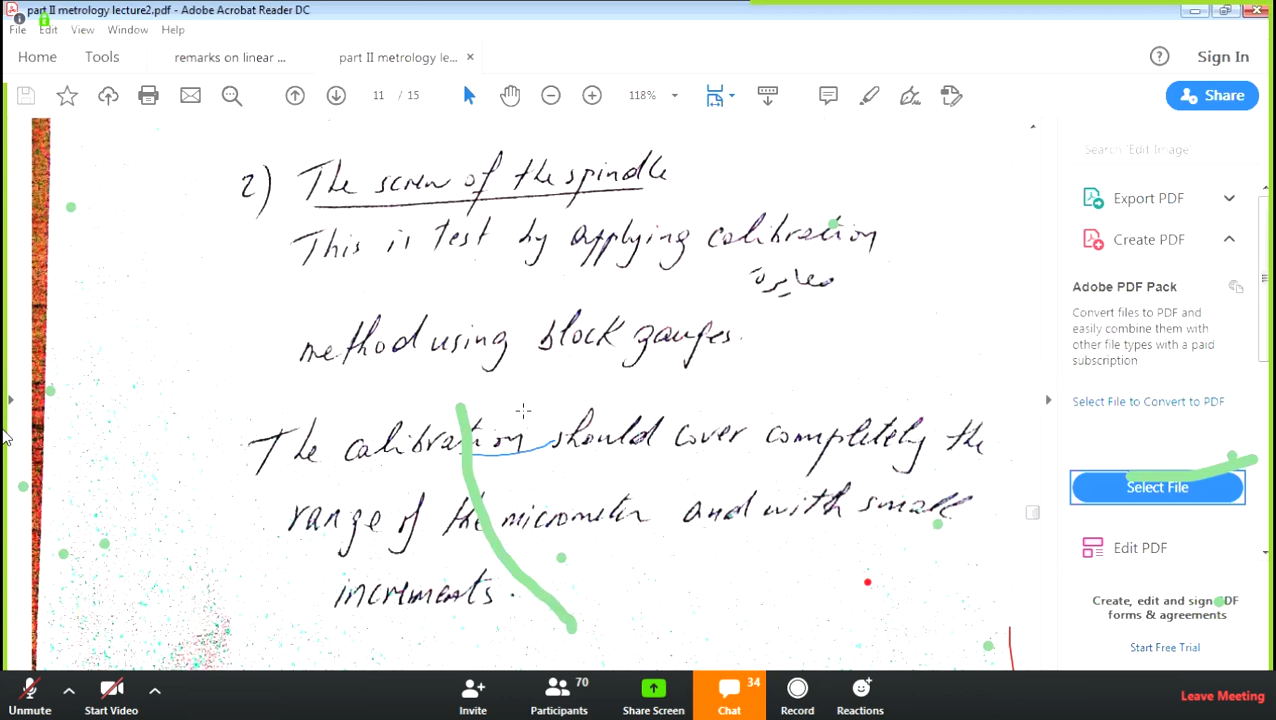 part II metrology lecture2.pdf - Adobe Acrobat Reader DC
File Edit View Window Help
Home Tools remarks on linear ... part II metrology le... × Sign In
11 / 15 118% Share
2) The screw of the spindle
This is test by applying calibration
معايرة
method using block gauges.
The calibration should cover completely the
range of the micrometer and with small
increments.
Search 'Edit Image'
Export PDF
Create PDF
Adobe PDF Pack
Convert files to PDF and
easily combine them with
other file types with a paid
subscription
Select File to Convert to PDF
Select File
Edit PDF
Create, edit and sign PDF
forms & agreements
Start Free Trial
Unmute Start Video Invite Participants 70 Share Screen Chat 34 Record Reactions Leave Meeting